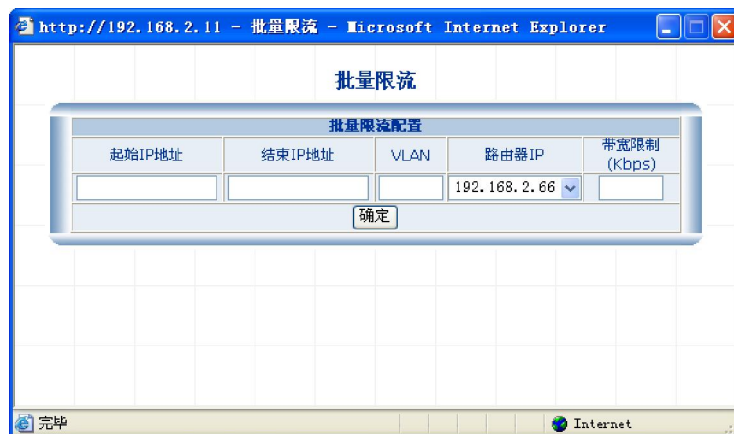 http://192.168.2.11 - 批量限流 - Microsoft Internet Explorer
批量限流
批量限流配置
起始IP地址 结束IP地址 VLAN 路由器IP 带宽限制
(Kbps)
192.168.2.66
确定
完毕 Internet